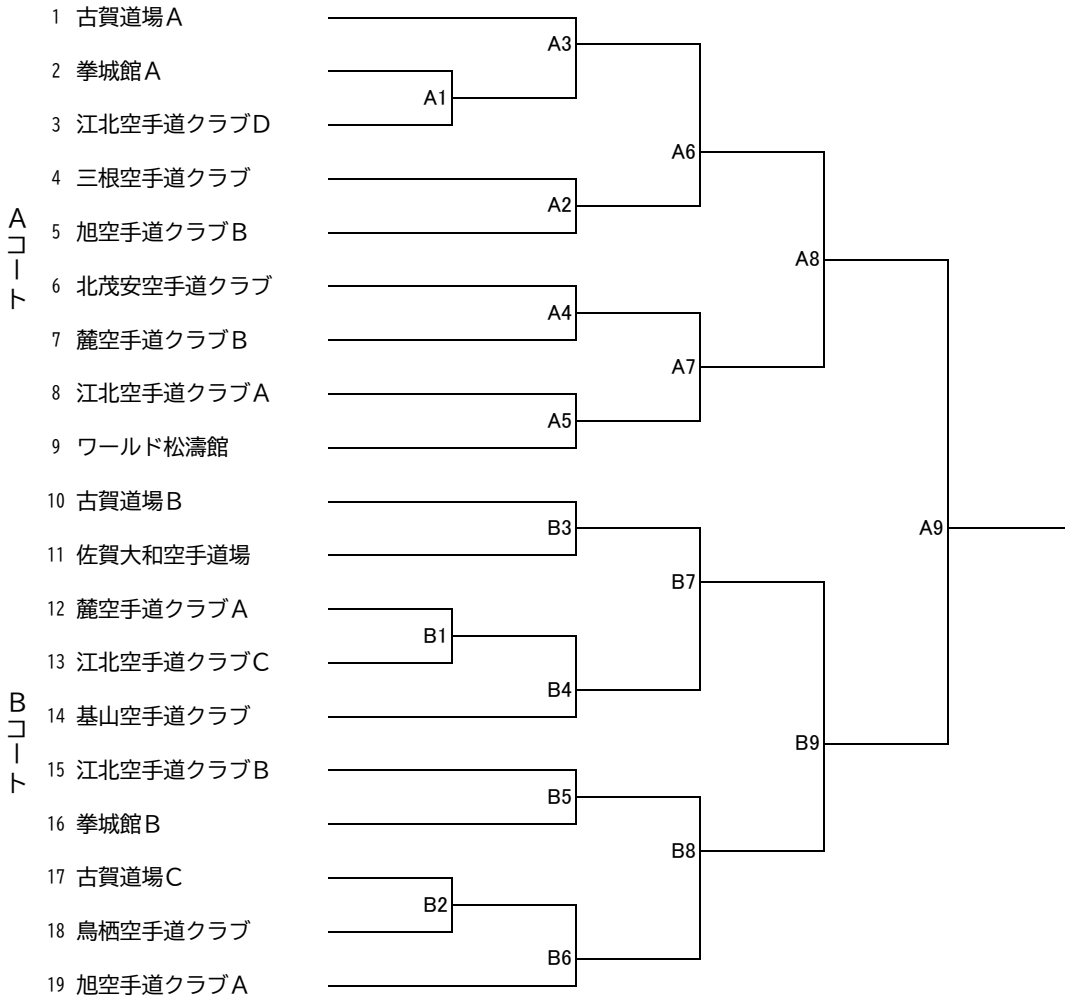 1 古賀道場A
A3
2 拳城館A
A1
3 江北空手道クラブD
A6
4 三根空手道クラブ
A2
Aコート
5 旭空手道クラブB
A8
6 北茂安空手道クラブ
A4
7 麓空手道クラブB
A7
8 江北空手道クラブA
A5
9 ワールド松濤館
10 古賀道場B
B3
A9
11 佐賀大和空手道場
B7
12 麓空手道クラブA
B1
13 江北空手道クラブC
B4
Bコート
14 基山空手道クラブ
B9
15 江北空手道クラブB
B5
16 拳城館B
B8
17 古賀道場C
B2
18 鳥栖空手道クラブ
B6
19 旭空手道クラブA